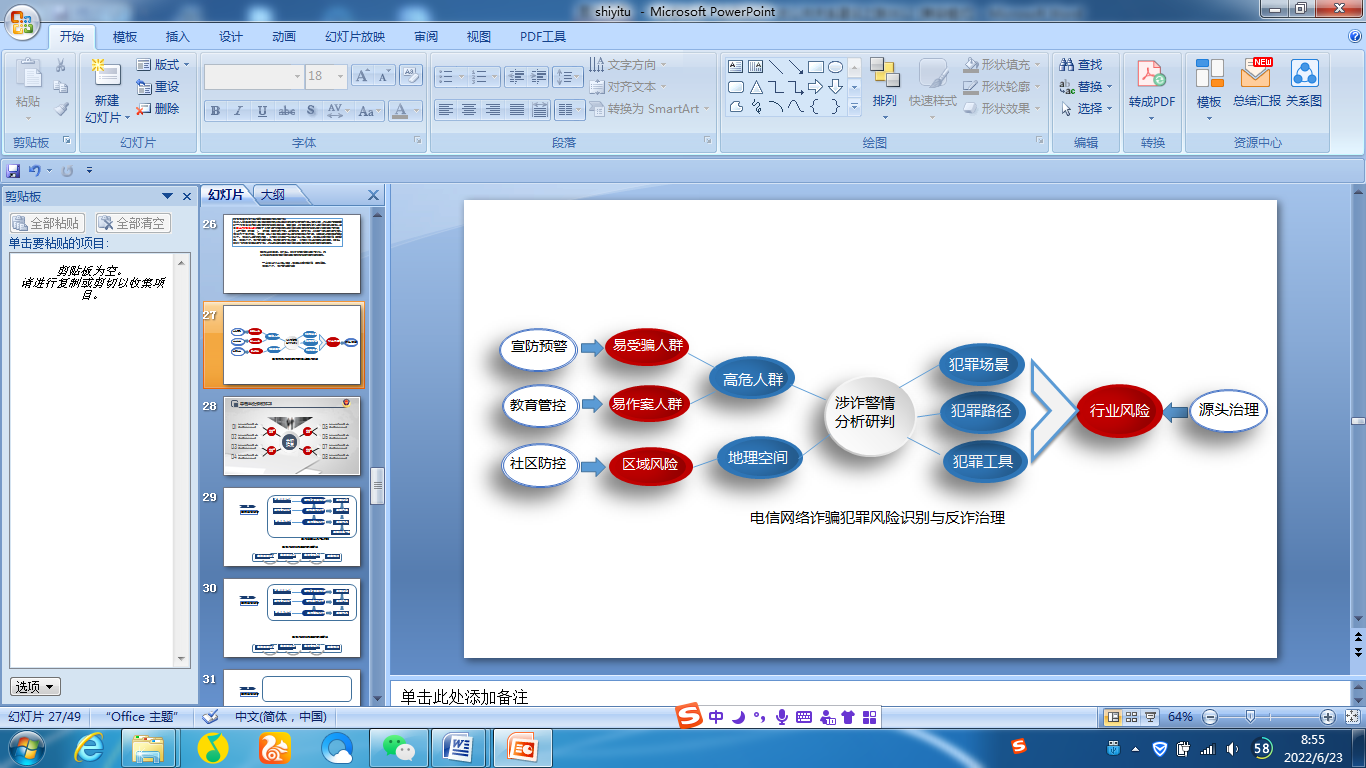 shiyitu - Microsoft PowerPoint
开始 模板 插入 设计 动画 幻灯片放映 审阅 视图 PDF工具
粘贴
剪贴板
新建
幻灯片
版式
重设
删除
幻灯片
18
B I U abc S AV Aa A
字体
文字方向
对齐文本
转换为 SmartArt
段落
排列
快速样式
形状填充
形状轮廓
形状效果
绘图
查找
替换
选择
编辑
转成PDF
转换
模板
NEW
总结汇报
关系图
资源中心
剪贴板
全部粘贴 全部清空
单击要粘贴的项目:
剪贴板为空。
请进行复制或剪切以收集项
目。
选项
幻灯片 大纲
26
27
28
29
30
31
宣防预警
易受骗人群
高危人群
教育管控
易作案人群
社区防控
区域风险
地理空间
涉诈警情
分析研判
犯罪场景
犯罪路径
犯罪工具
行业风险
源头治理
电信网络诈骗犯罪风险识别与反诈治理
单击此处添加备注
幻灯片 27/49 “Office 主题” 中文(简体，中国)
中
64%
58
8:55
2022/6/23